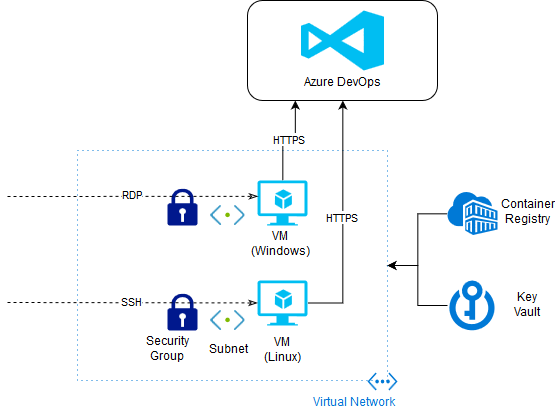 Azure DevOps
HTTPS
RDP
Container
Registry
HTTPS
VM
(Windows)
SSH
Key
Vault
Security
Group
Subnet
VM
(Linux)
Virtual Network